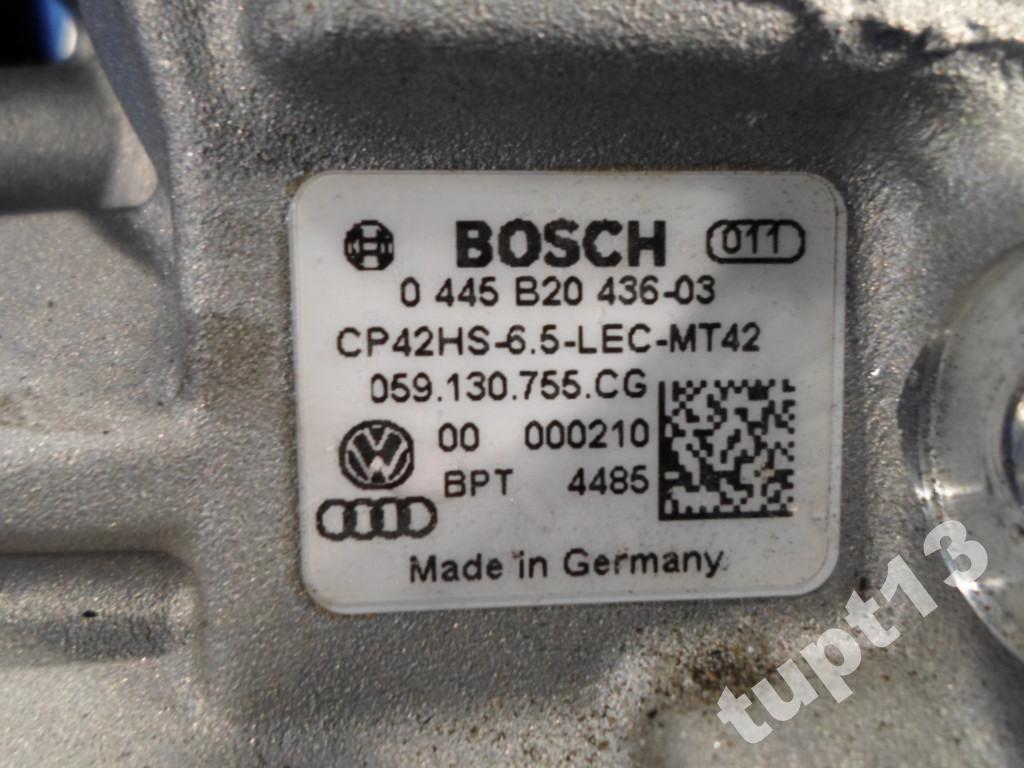 BOSCH 011
0 445 B20 436-03
CP42HS-6.5-LEC-MT42
059.130.755.CG
00 000210
BPT 4485
Made in Germany
tupt13